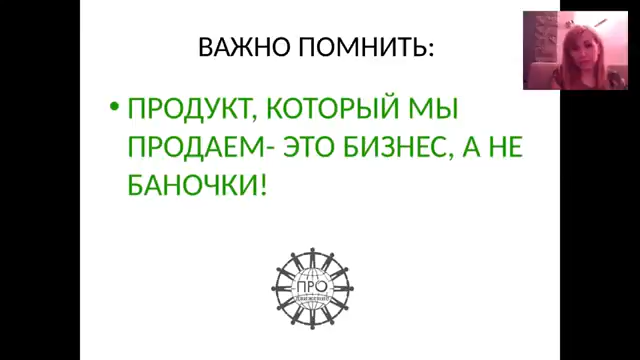 ВАЖНО ПОМНИТЬ:
• ПРОДУКТ, КОТОРЫЙ МЫ
ПРОДАЕМ- ЭТО БИЗНЕС, А НЕ
БАНОЧКИ!
ПРО